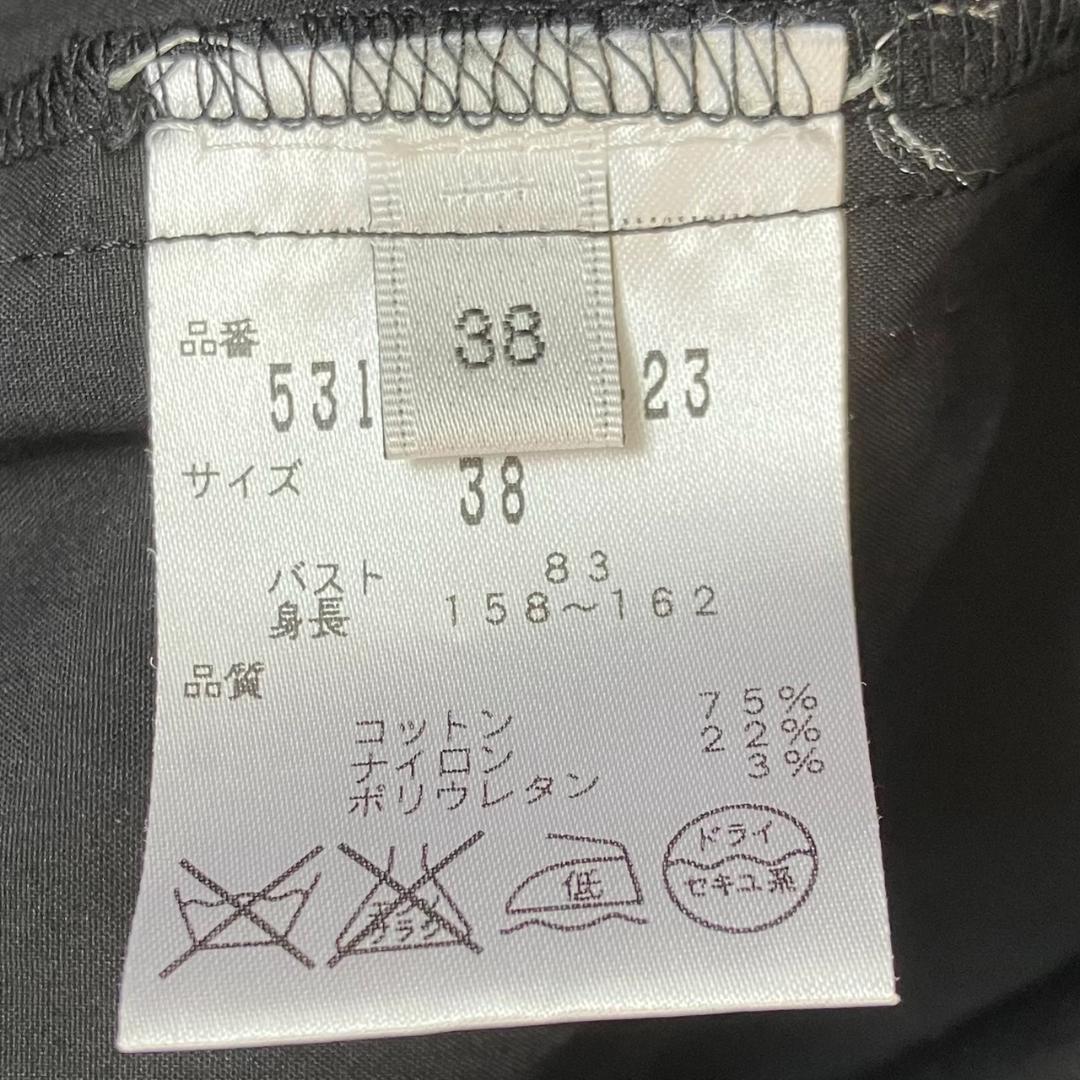 38
品番
531 23
サイズ
38
バスト 83
身長 158～162
品質
コットン 75%
ナイロン 22%
ポリウレタン 3%
低
ドライ
セキユ系